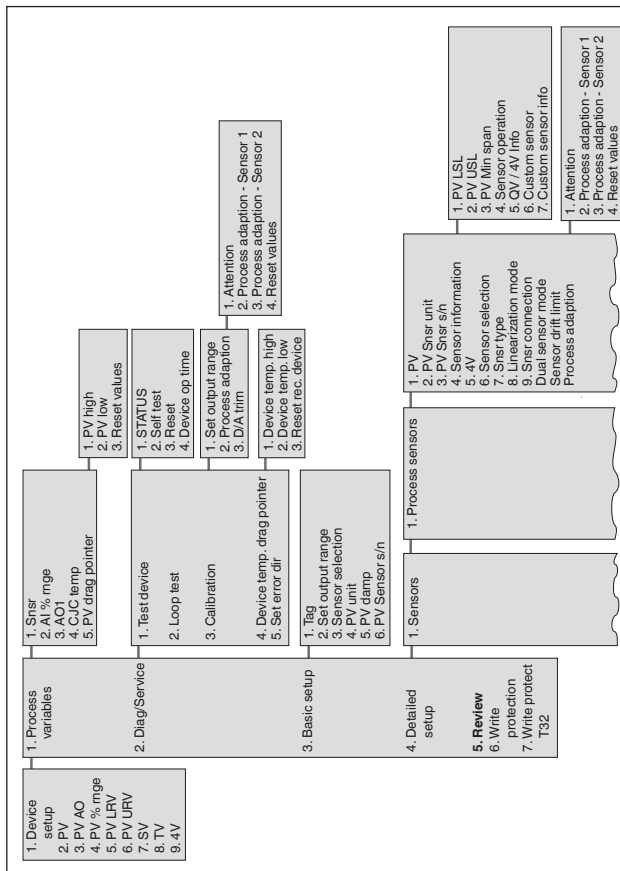 1. Device
setup
2. PV
3. PV AO
4. PV % rnge
5. PV LRV
6. PV URV
7. SV
8. TV
9. 4V
1. Process
variables
2. Diag/Service
3. Basic setup
4. Detailed
setup
5. Review
6. Write
protection
7. Write protect
T32
1. Snsr
2. AI % rnge
3. AO1
4. CJC temp
5. PV drag pointer
1. PV high
2. PV low
3. Reset values
1. Test device
2. Loop test
3. Calibration
4. Device temp. drag pointer
5. Set error dir
1. STATUS
2. Self test
3. Reset
4. Device op time
1. Set output range
2. Process adaption
3. D/A trim
1. Attention
2. Process adaption - Sensor 1
3. Process adaption - Sensor 2
4. Reset values
1. Device temp. high
2. Device temp. low
3. Reset rec. device
1. Tag
2. Set output range
3. Sensor selection
4. PV unit
5. PV damp
6. PV Sensor s/n
1. Sensors
1. Process sensors
1. PV
2. PV Snsr unit
3. PV Snsr s/n
4. Sensor information
5. 4V
6. Sensor selection
7. Snsr type
8. Linearization mode
9. Snsr connection
Dual sensor mode
Sensor drift limit
Process adaption
1. PV LSL
2. PV USL
3. PV Min span
4. Sensor operation
5. QV / 4V Info
6. Custom sensor
7. Custom sensor info
1. Attention
2. Process adaption - Sensor 1
3. Process adaption - Sensor 2
4. Reset values